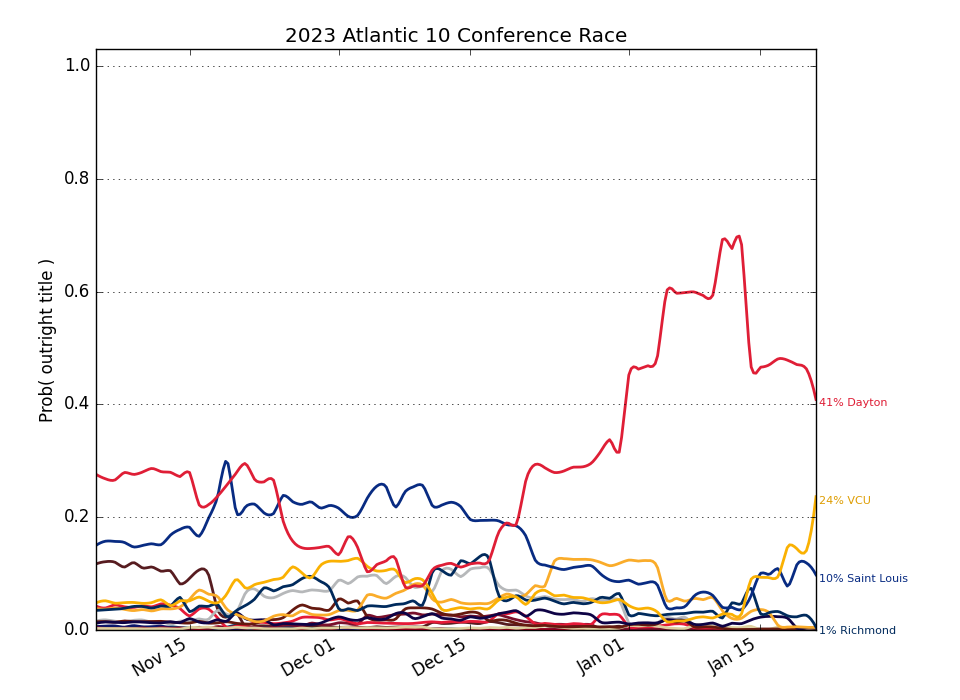 2023 Atlantic 10 Conference Race
Prob( outright title )
1.0
0.8
0.6
0.4
0.2
0.0
41% Dayton
24% VCU
10% Saint Louis
1% Richmond
Nov 15
Dec 01
Dec 15
Jan 01
Jan 15